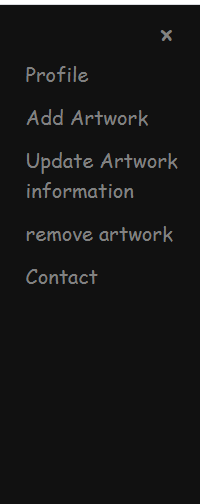 ×
Profile
Add Artwork
Update Artwork
information
remove artwork
Contact